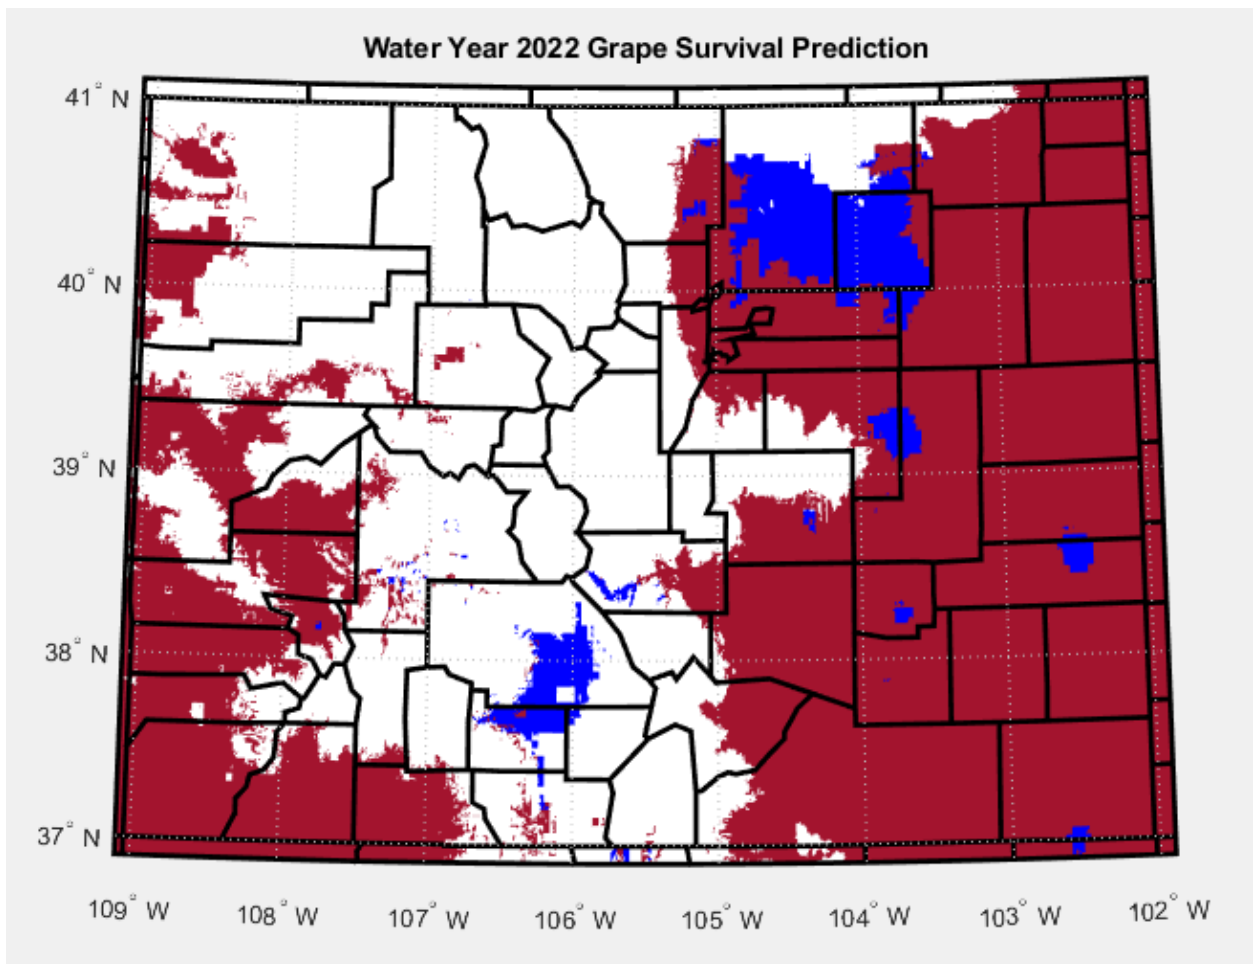 Water Year 2022 Grape Survival Prediction
41° N
40° N
39° N
38° N
37° N
109° W 108° W 107° W 106° W 105° W 104° W 103° W 102° W